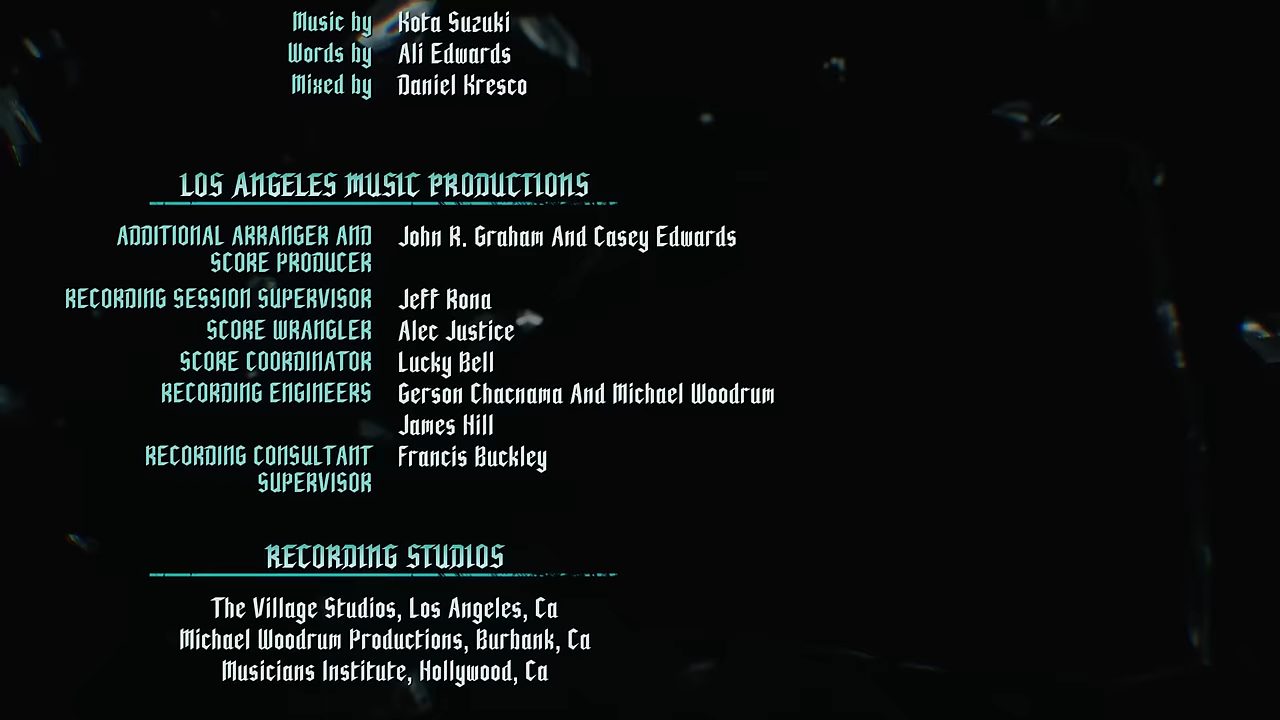 Music by Kota Suzuki
Words by Ali Edwards
Mixed by Daniel Kresco
LOS ANGELES MUSIC PRODUCTIONS
ADDITIONAL ARRANGER AND John R. Graham And Casey Edwards
SCORE PRODUCER
RECORDING SESSION SUPERVISOR Jeff Rona
SCORE WRANGLER Alec Justice
SCORE COORDINATOR Lucky Bell
RECORDING ENGINEERS Gerson Chacnama And Michael Woodrum
James Hill
RECORDING CONSULTANT Francis Buckley
SUPERVISOR
RECORDING STUDIOS
The Village Studios, Los Angeles, Ca
Michael Woodrum Productions, Burbank, Ca
Musicians Institute, Hollywood, Ca